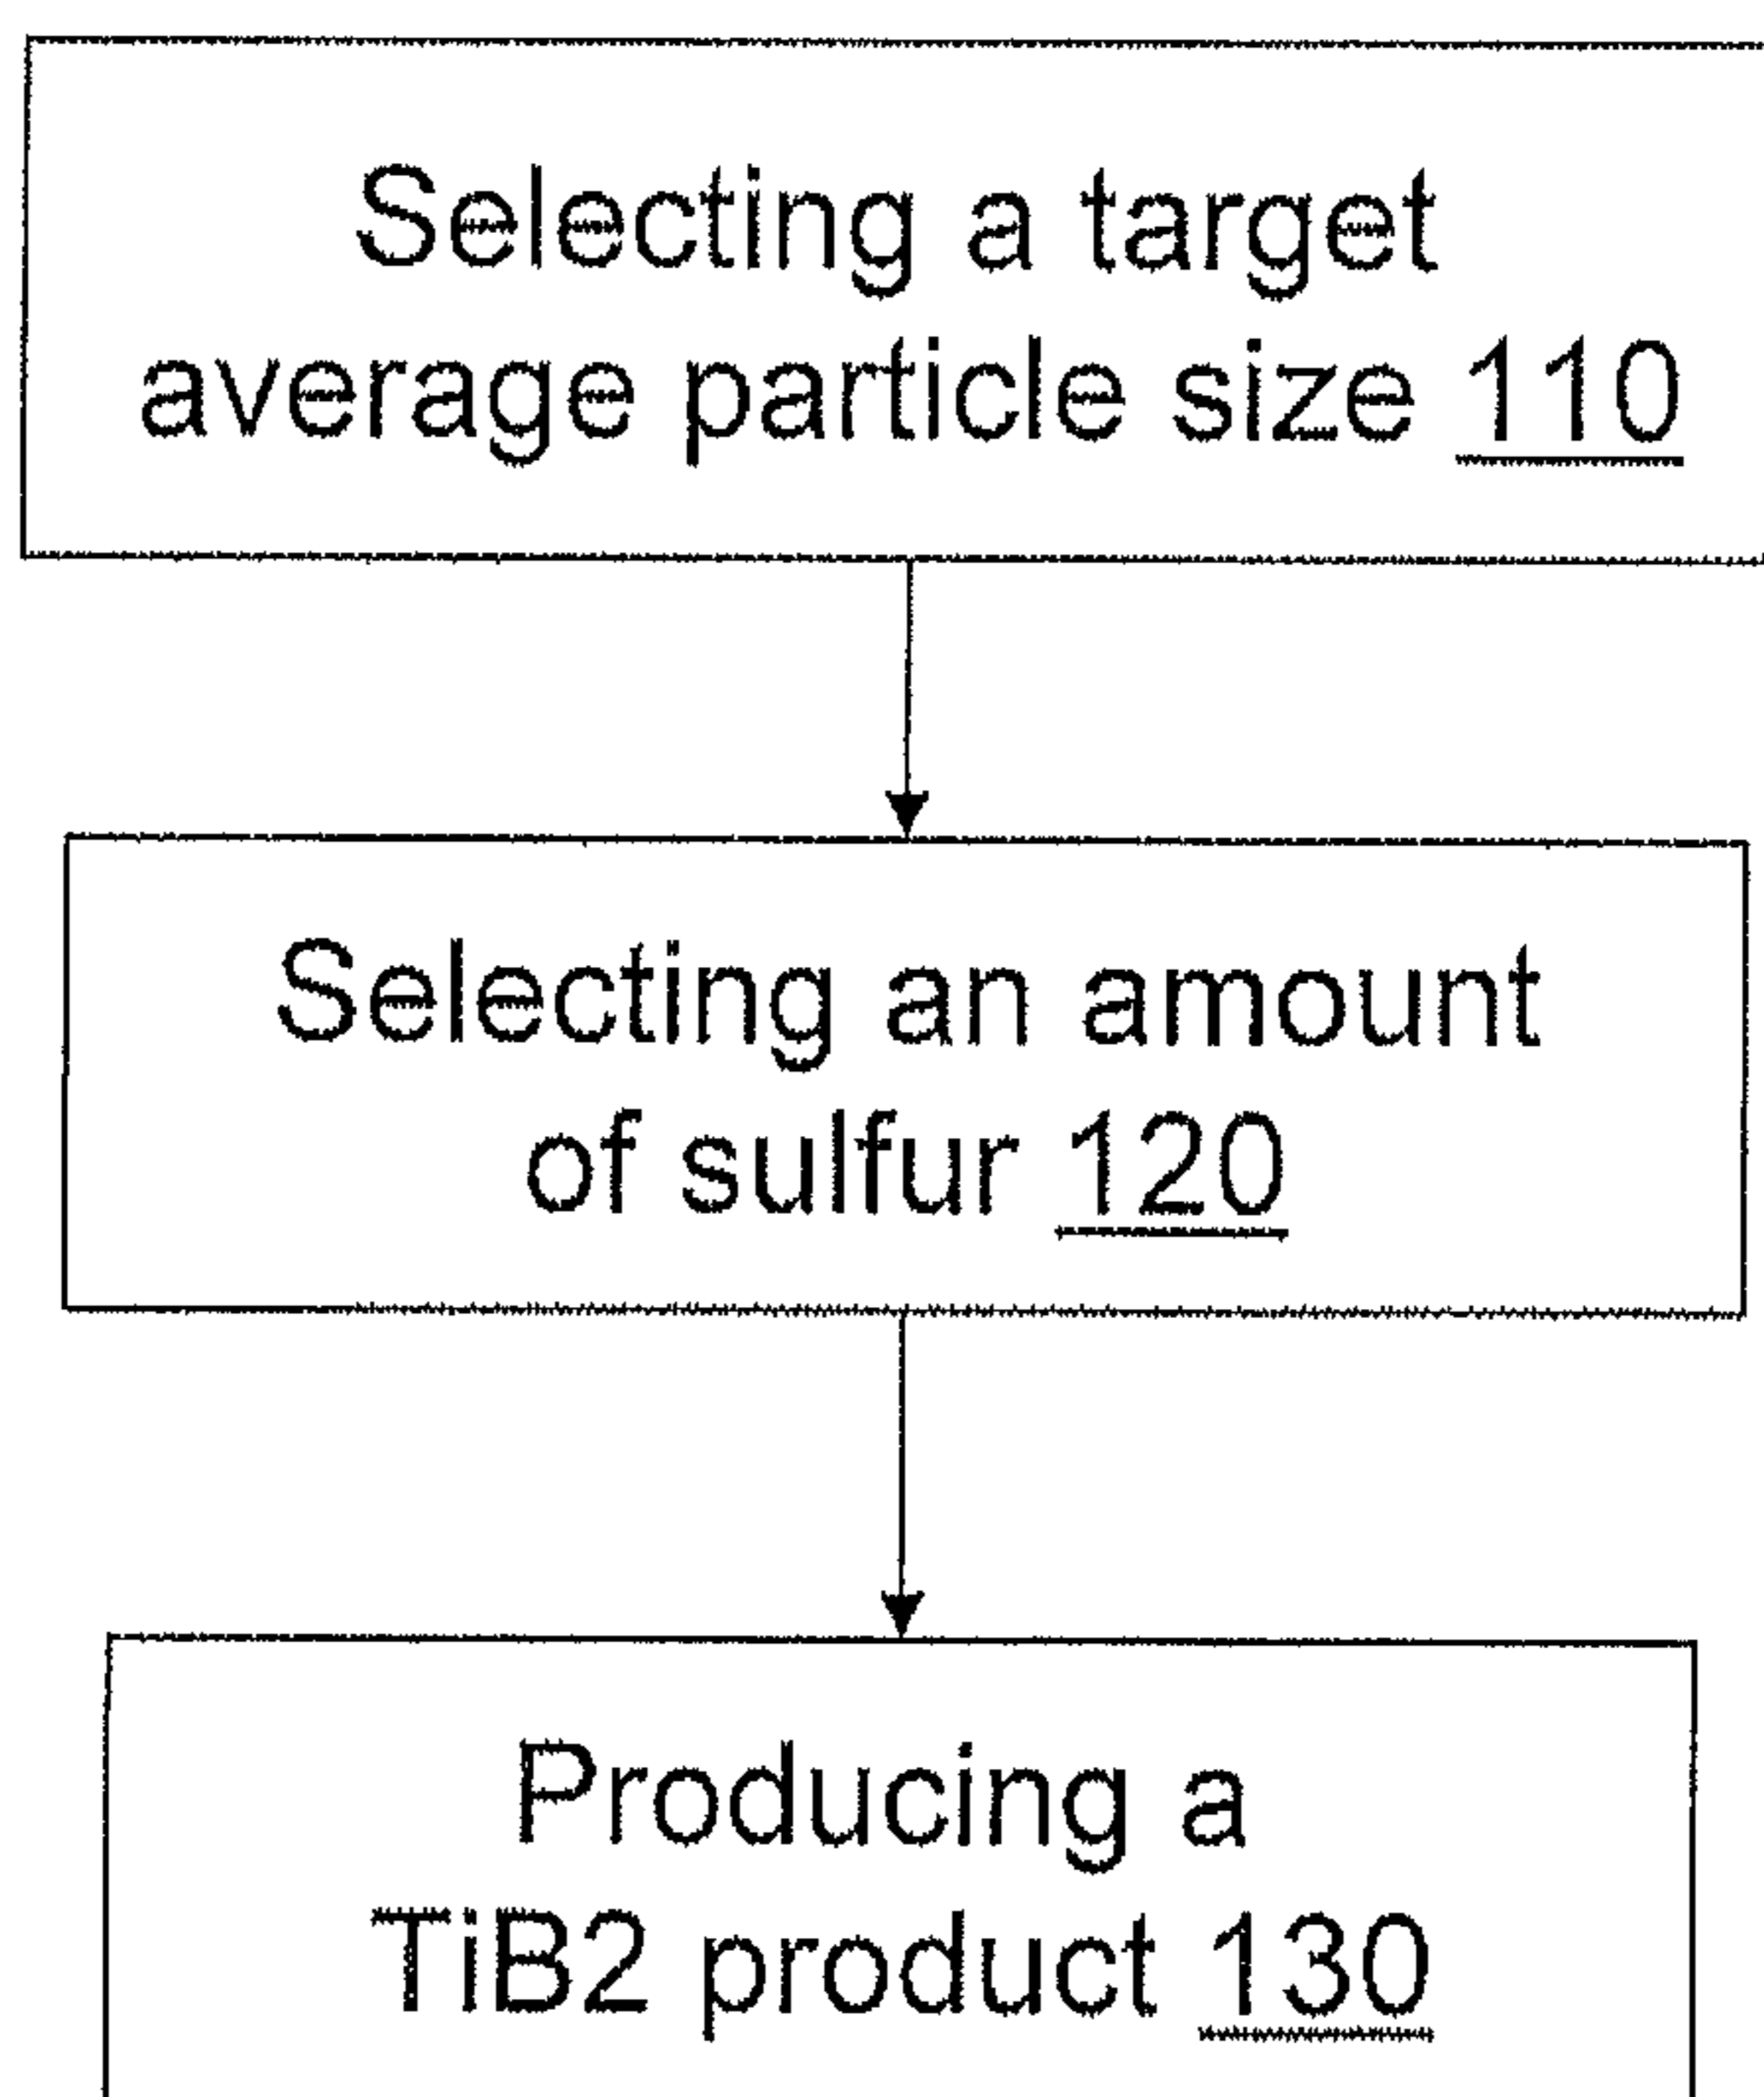 Selecting a target
average particle size 110
Selecting an amount
of sulfur 120
Producing a
TiB2 product 130